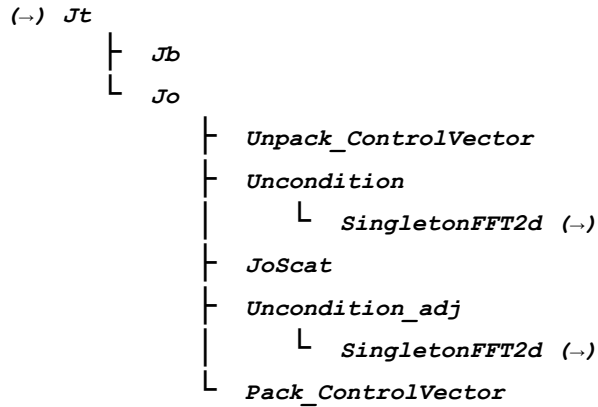 (→) Jt
Jb
Jo
Unpack_ControlVector
Uncondition
SingletonFFT2d (→)
JoScat
Uncondition_adj
SingletonFFT2d (→)
Pack_ControlVector